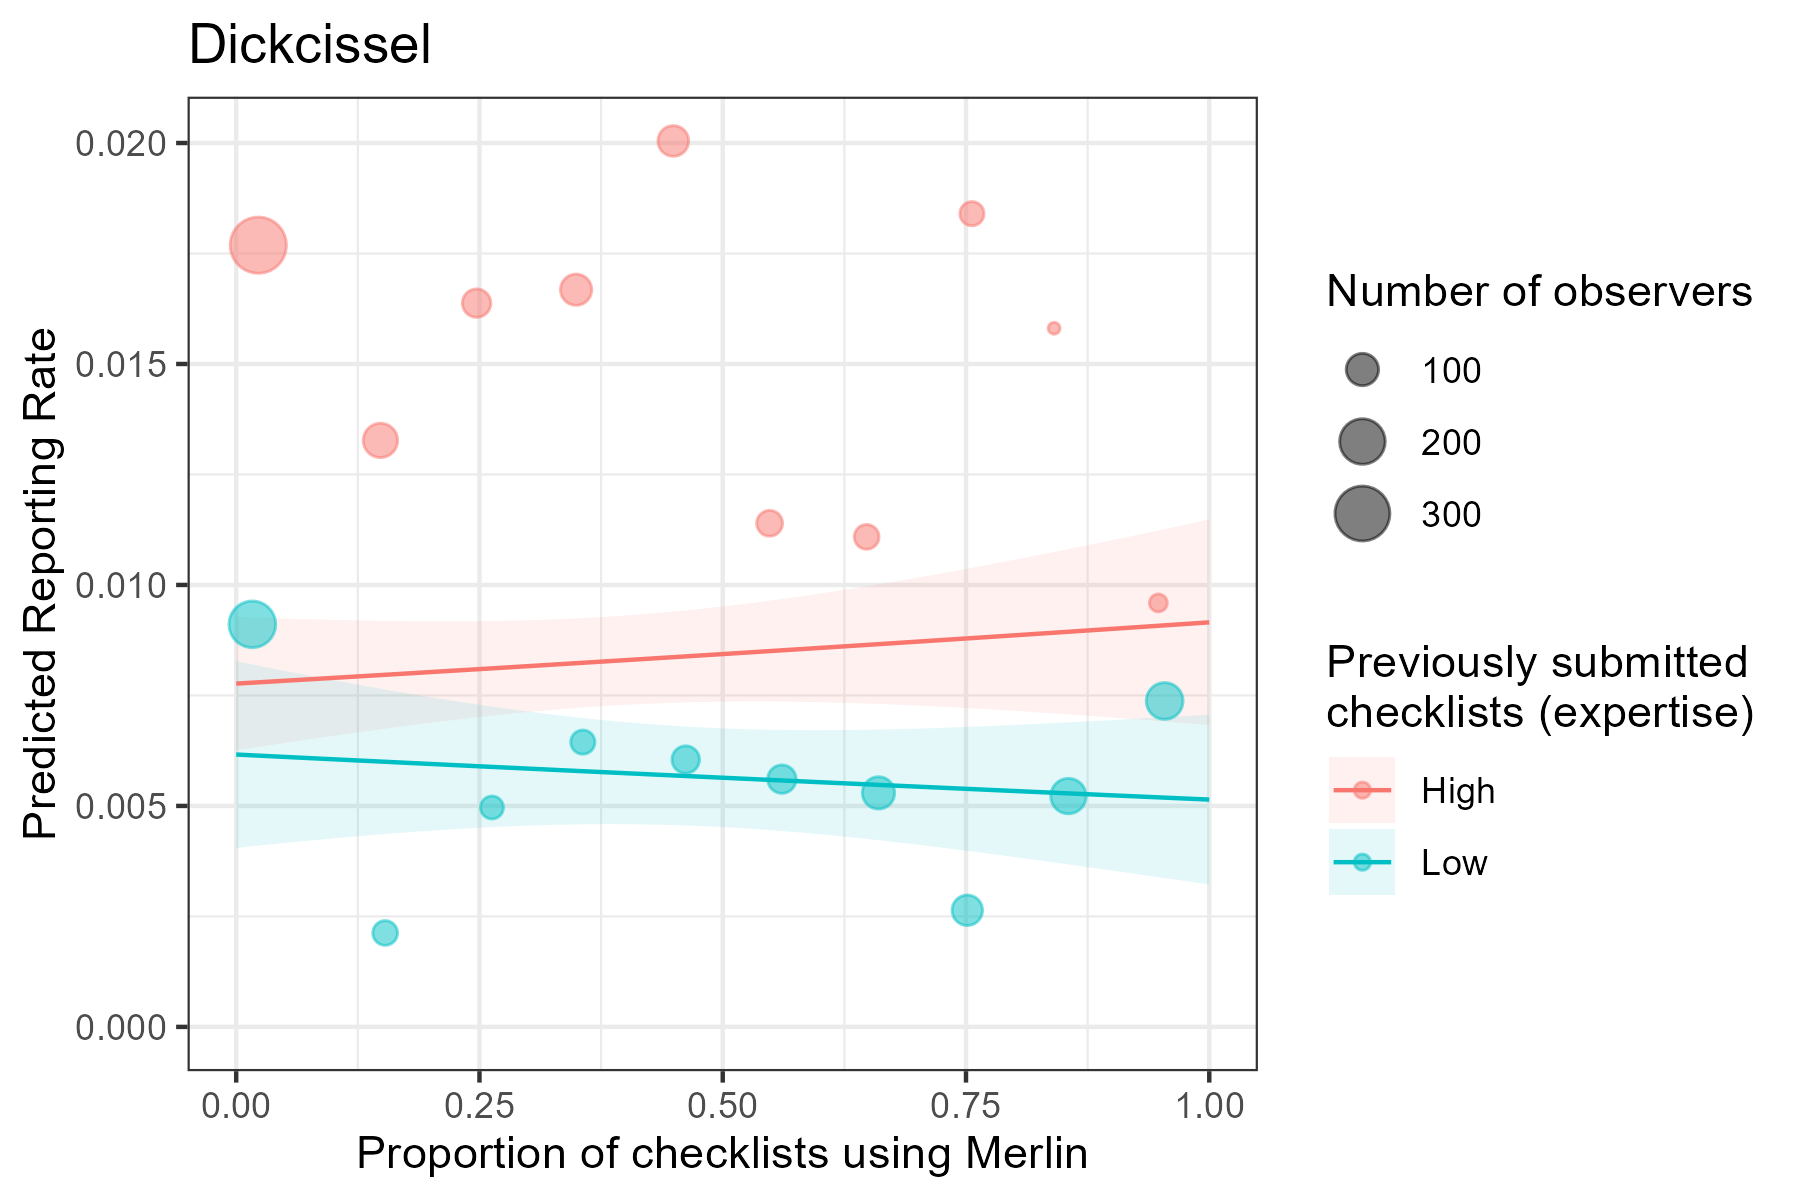 Dickcissel
Predicted Reporting Rate
0.020
0.015
0.010
0.005
0.000
0.00 0.25 0.50 0.75 1.00
Proportion of checklists using Merlin
Number of observers
100
200
300
Previously submitted
checklists (expertise)
High
Low